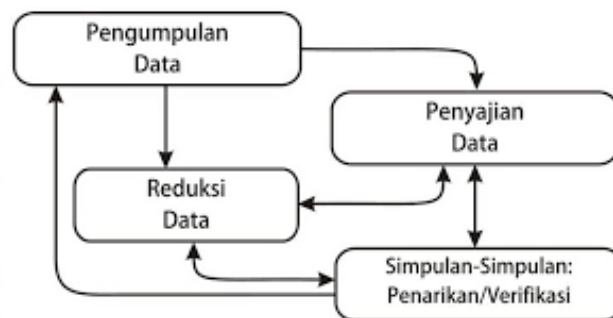 Pengumpulan
Data
Penyajian
Data
Reduksi
Data
Simpulan-Simpulan:
Penarikan/Verifikasi